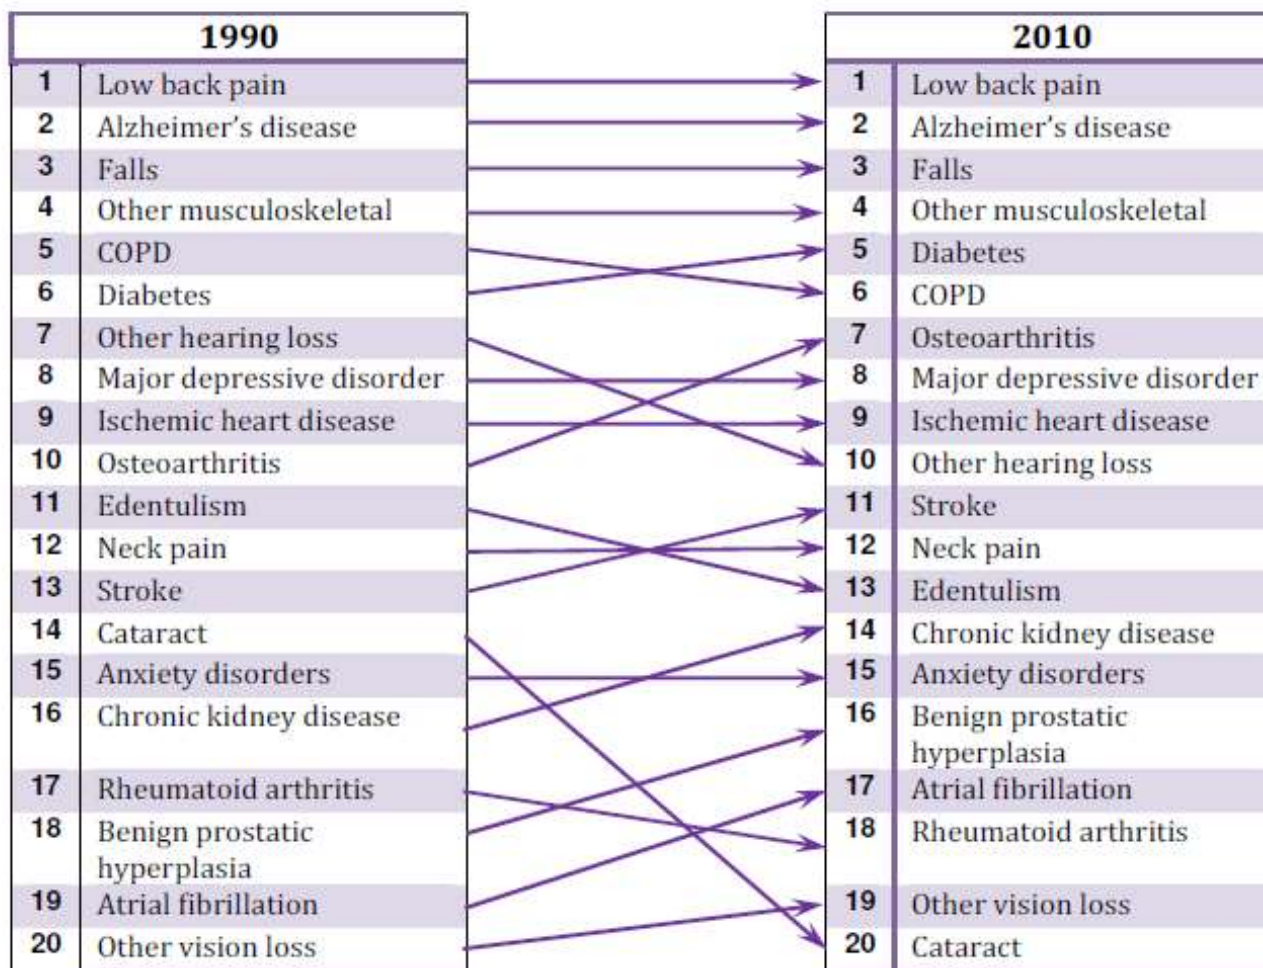 1990
1 Low back pain
2 Alzheimer's disease
3 Falls
4 Other musculoskeletal
5 COPD
6 Diabetes
7 Other hearing loss
8 Major depressive disorder
9 Ischemic heart disease
10 Osteoarthritis
11 Edentulism
12 Neck pain
13 Stroke
14 Cataract
15 Anxiety disorders
16 Chronic kidney disease
17 Rheumatoid arthritis
18 Benign prostatic
hyperplasia
19 Atrial fibrillation
20 Other vision loss
2010
1 Low back pain
2 Alzheimer's disease
3 Falls
4 Other musculoskeletal
5 Diabetes
6 COPD
7 Osteoarthritis
8 Major depressive disorder
9 Ischemic heart disease
10 Other hearing loss
11 Stroke
12 Neck pain
13 Edentulism
14 Chronic kidney disease
15 Anxiety disorders
16 Benign prostatic
hyperplasia
17 Atrial fibrillation
18 Rheumatoid arthritis
19 Other vision loss
20 Cataract